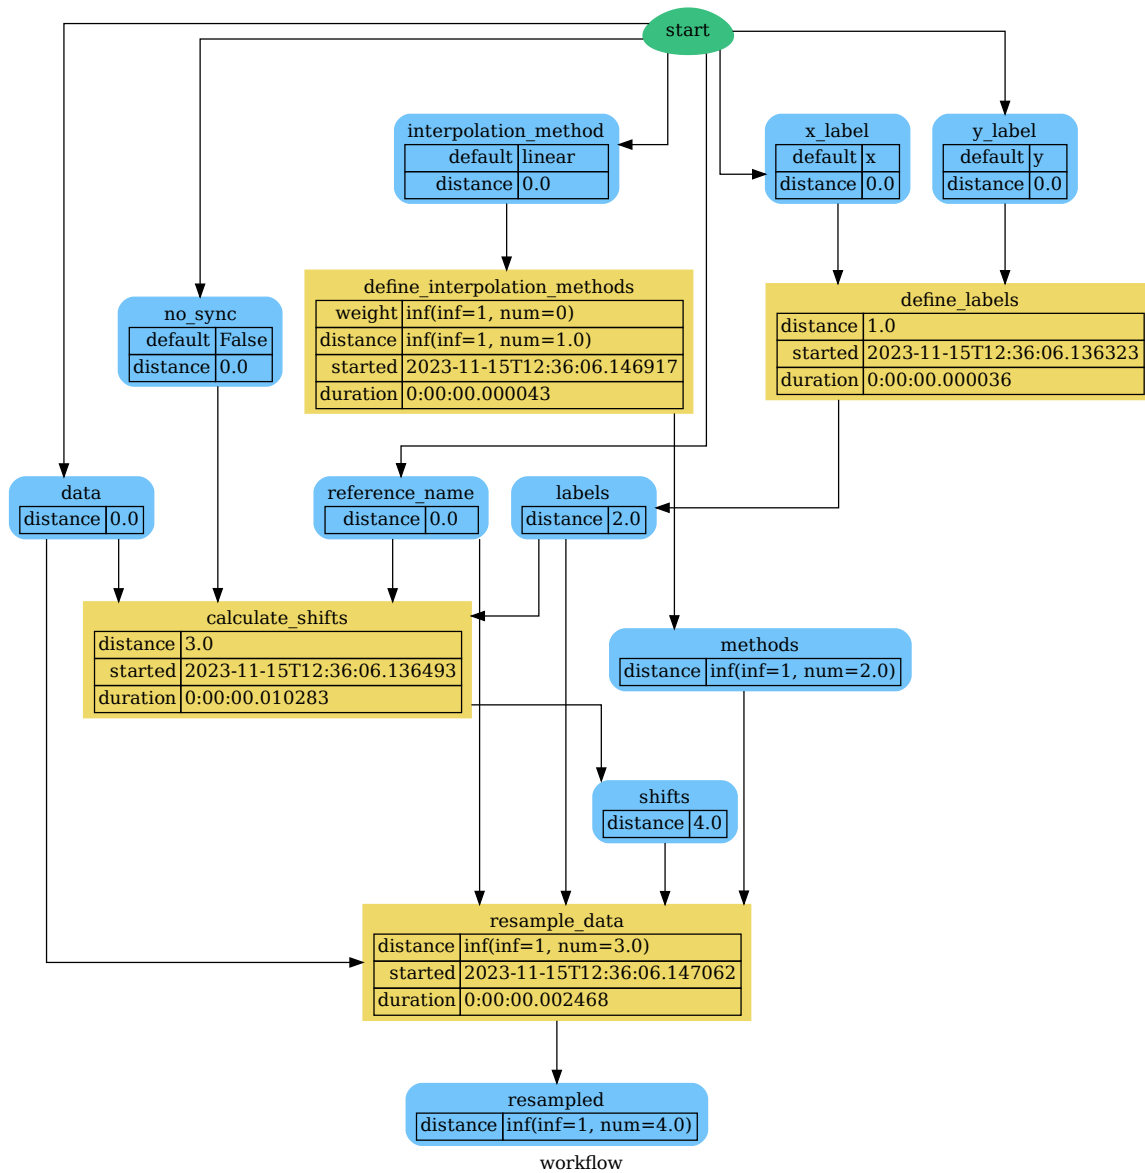 start
interpolation_method
default linear
distance 0.0
x_label
default x
distance 0.0
y_label
default y
distance 0.0
define_interpolation_methods
weight inf(inf=1, num=0)
distance inf(inf=1, num=1.0)
started 2023-11-15T12:36:06.146917
duration 0:00:00.000043
define_labels
distance 1.0
started 2023-11-15T12:36:06.136323
duration 0:00:00.000036
no_sync
default False
distance 0.0
data
distance 0.0
reference_name
distance 0.0
labels
distance 2.0
calculate_shifts
distance 3.0
started 2023-11-15T12:36:06.136493
duration 0:00:00.010283
methods
distance inf(inf=1, num=2.0)
shifts
distance 4.0
resample_data
distance inf(inf=1, num=3.0)
started 2023-11-15T12:36:06.147062
duration 0:00:00.002468
resampled
distance inf(inf=1, num=4.0)
workflow